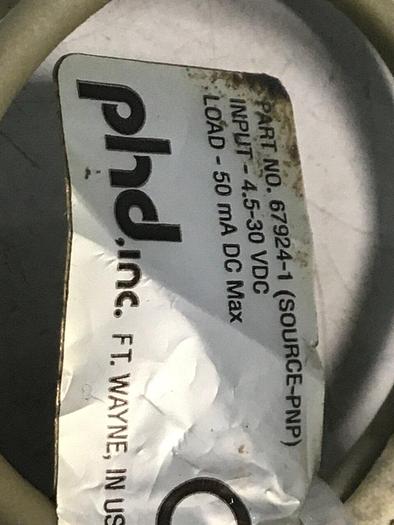 PART NO. 67924-1 (SOURCE-PNP)
INPUT - 4.5-30 VDC
LOAD - 50 mA DC Max
phd, inc. FT. WAYNE, IN US